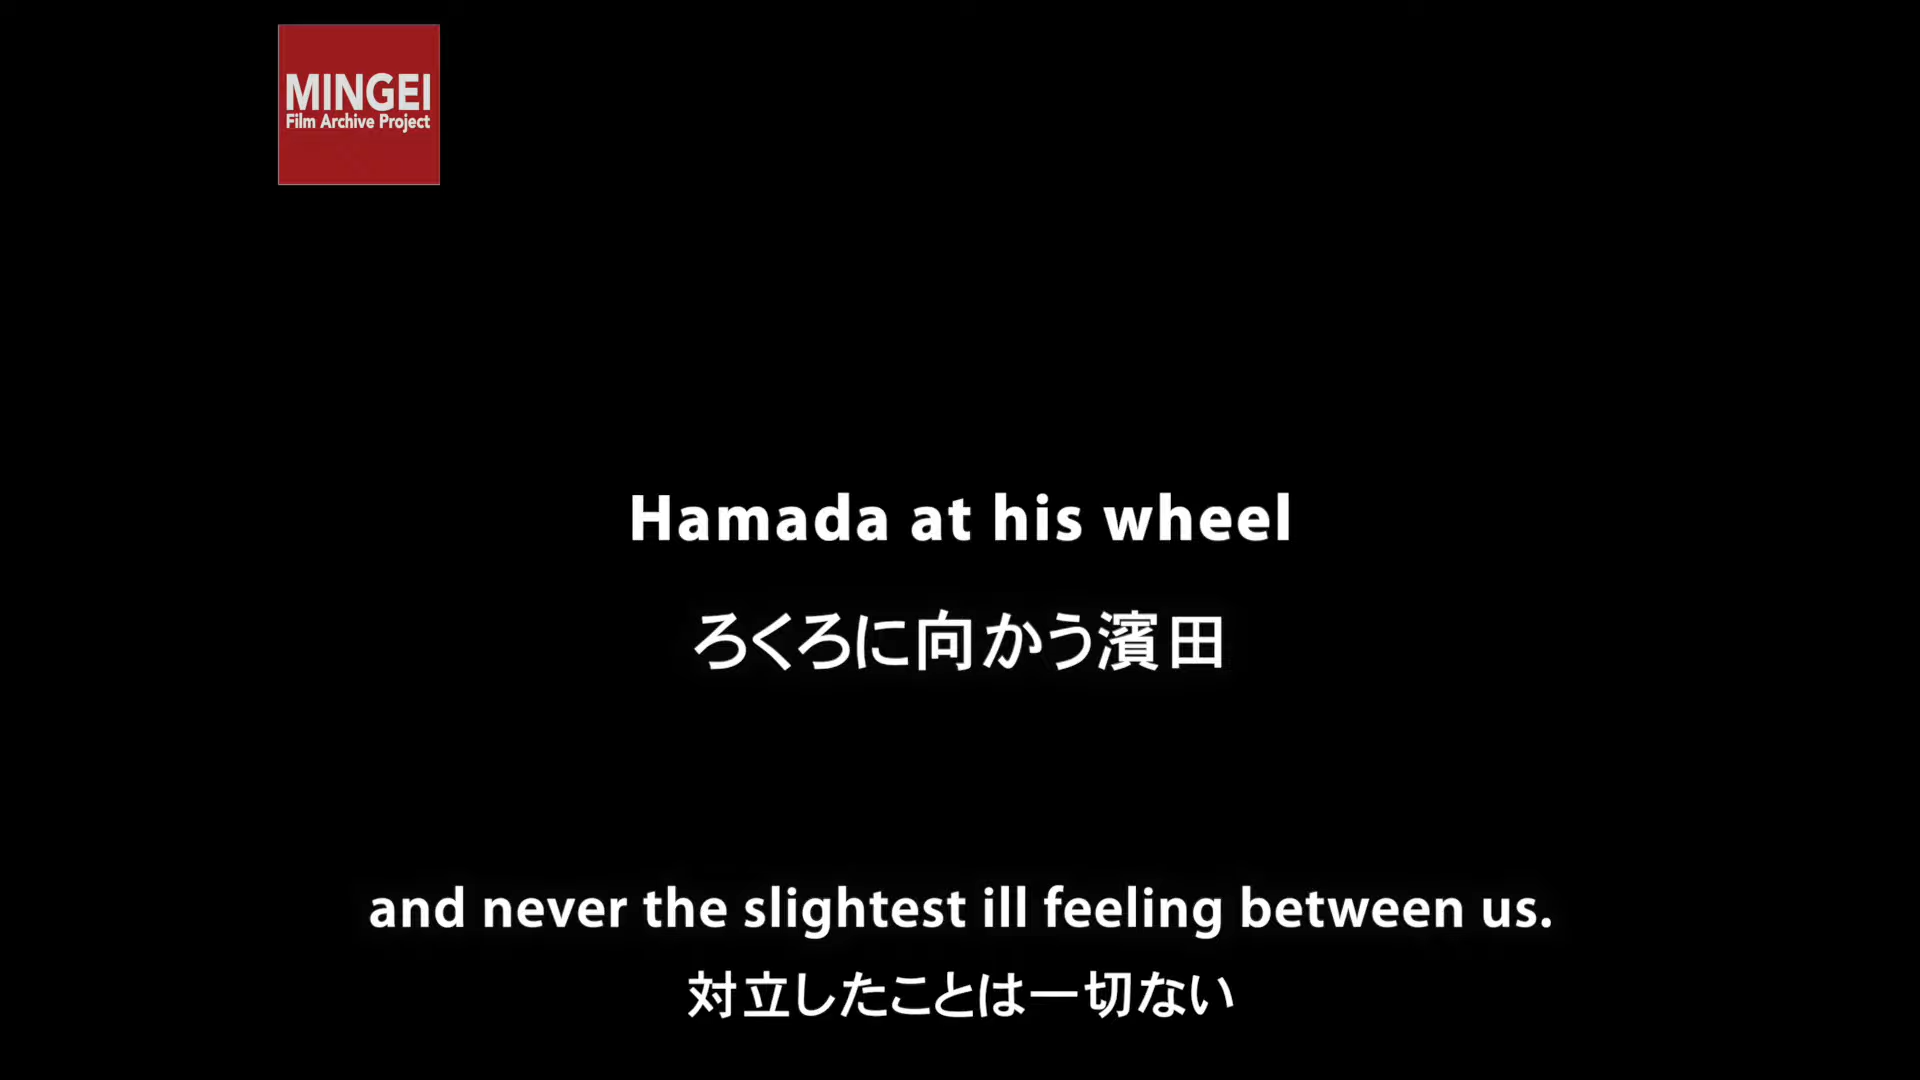 MINGEI
Film Archive Project
Hamada at his wheel
ろくろに向かう濱田
and never the slightest ill feeling between us.
対立したことは一切ない